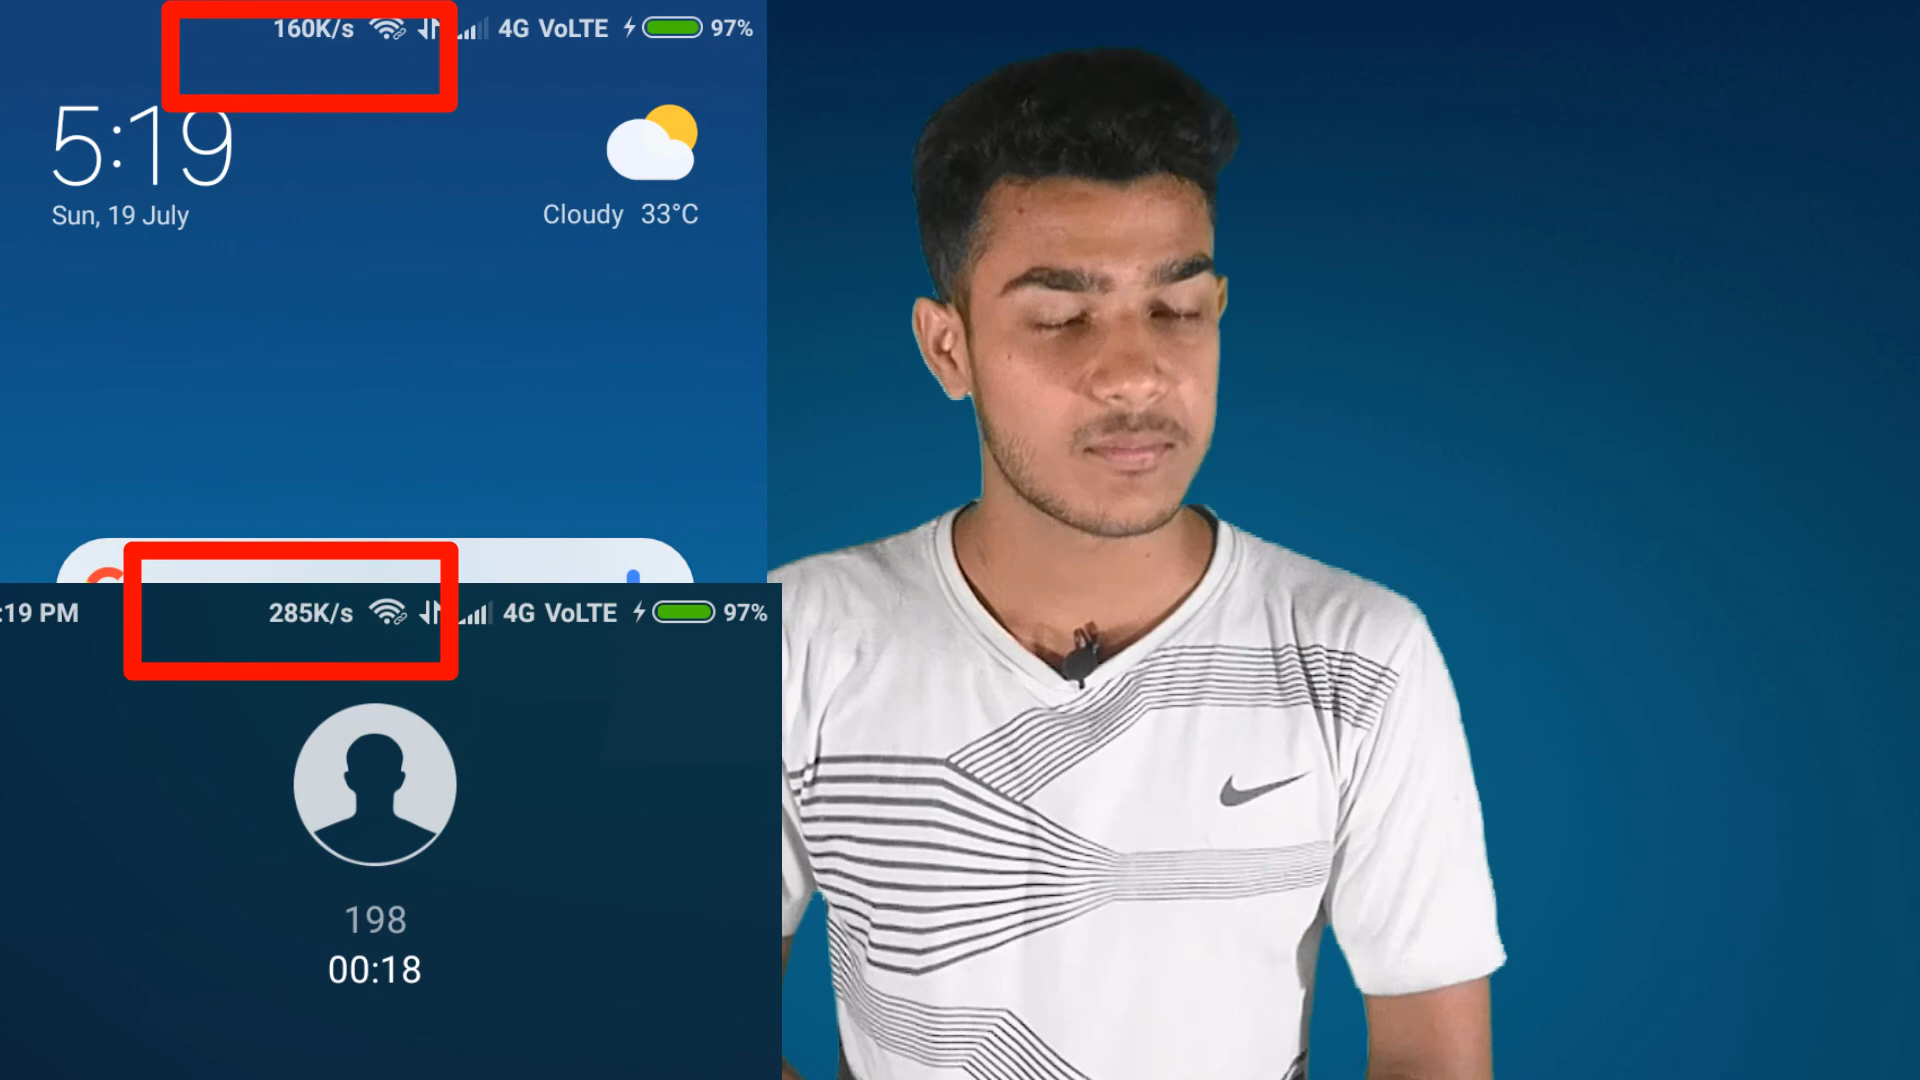 160K/s 4G VoLTE 97%
5:19
Sun, 19 July
Cloudy 33°C
:19 PM 285K/s 4G VoLTE 97%
198
00:18